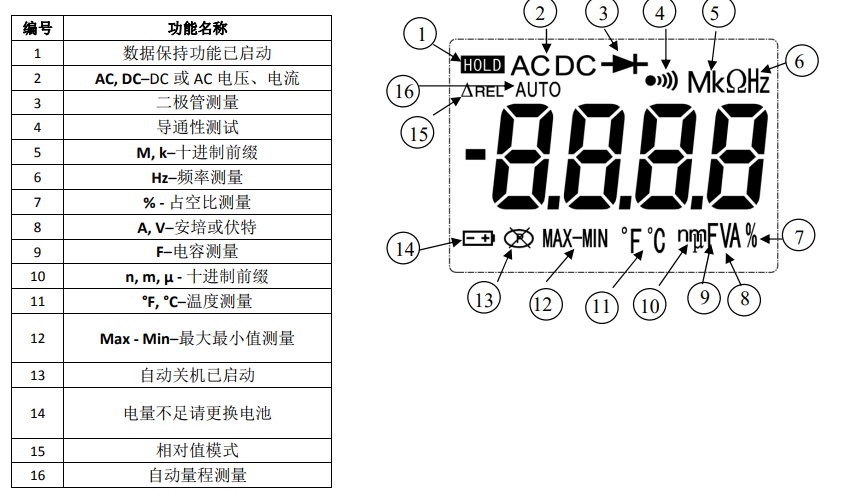 编号 功能名称
1 数据保持功能已启动
2 AC, DC–DC 或 AC 电压、电流
3 二极管测量
4 导通性测试
5 M, k–十进制前缀
6 Hz–频率测量
7 % - 占空比测量
8 A, V–安培或伏特
9 F–电容测量
10 n, m, μ - 十进制前缀
11 °F, °C–温度测量
12 Max - Min–最大最小值测量
13 自动关机已启动
14 电量不足请更换电池
15 相对值模式
16 自动量程测量
2 3 4 5
1
HOLD AC DC
6
MkΩHz
16
ΔREL AUTO
15
-8.8.8.8
MAX-MIN °F °C nmµFVA %
7
14
13 12 11 10 9 8